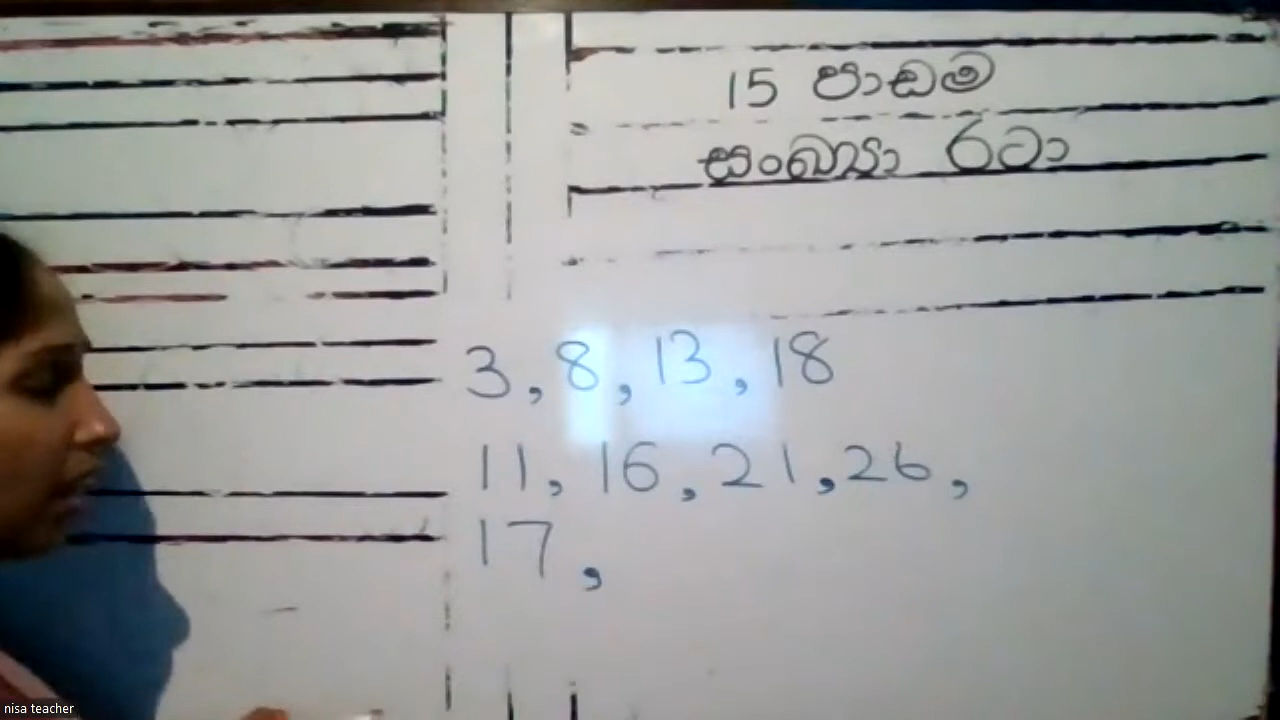 15 පාඩම
සංඛ්‍යා රටා
3, 8, 13, 18
11, 16, 21, 26,
17,
nisa teacher